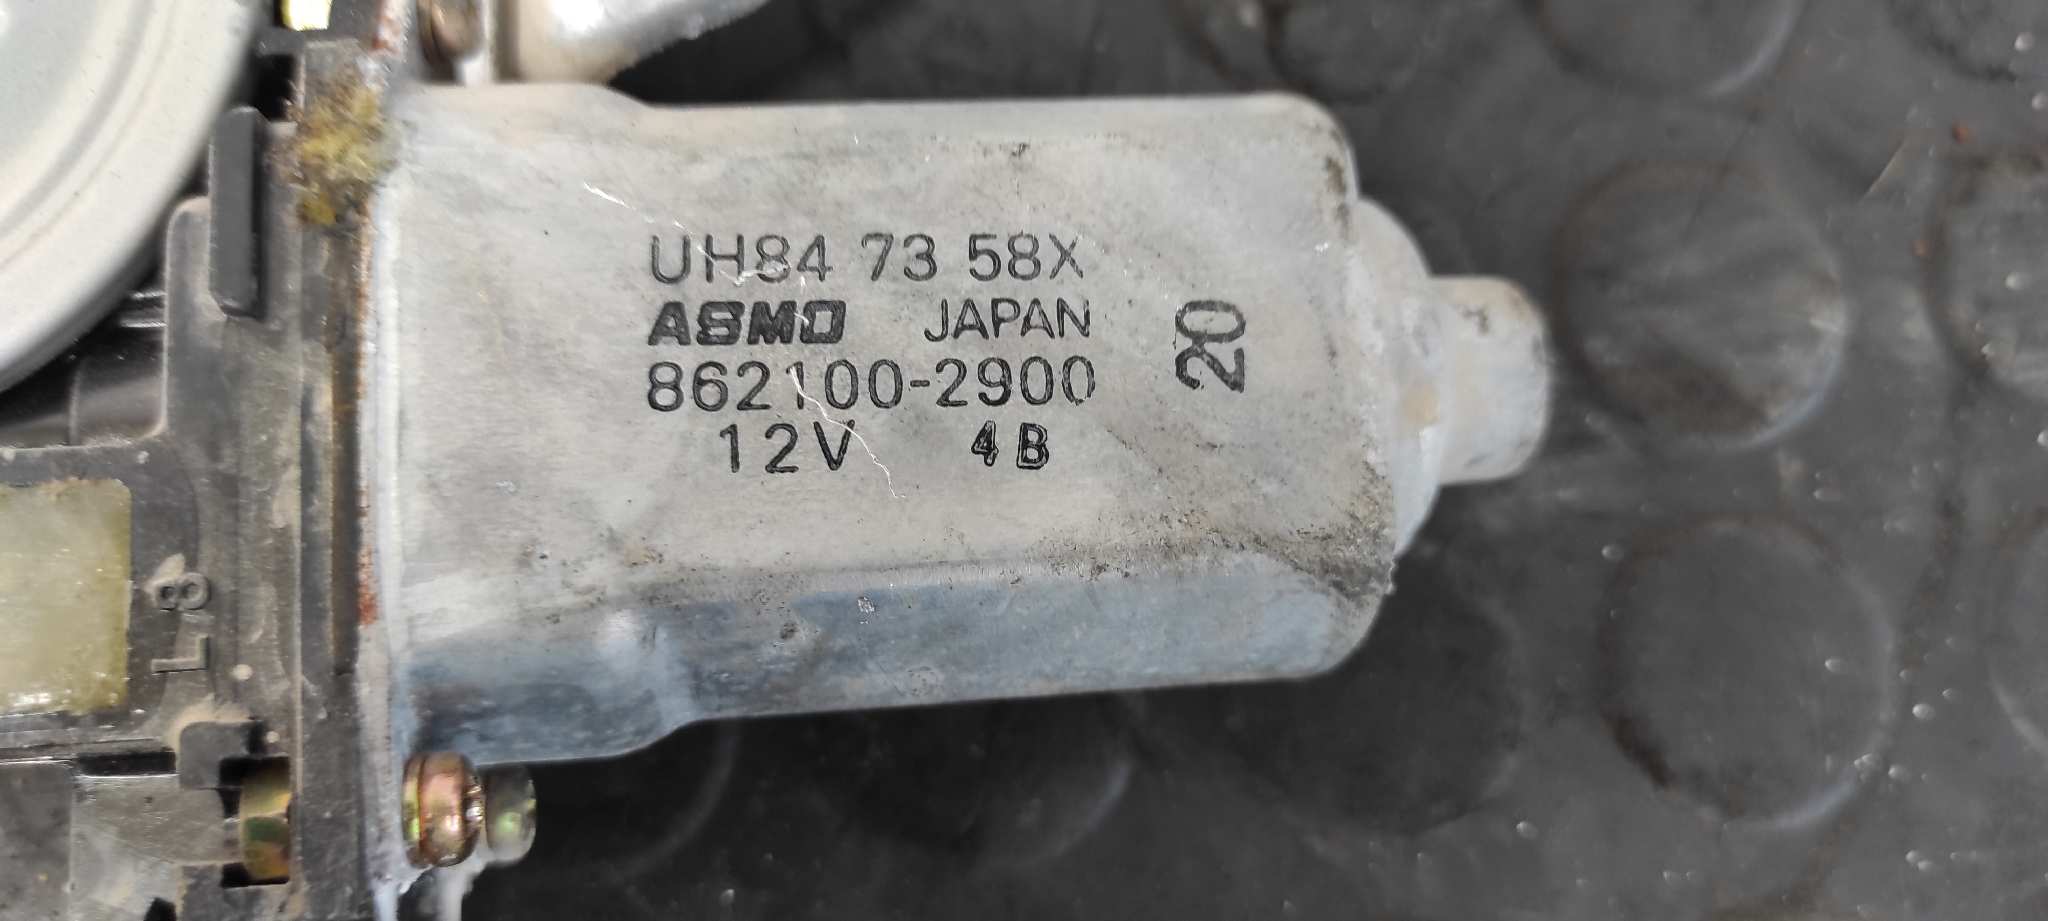 UH84 73 58X
ASMO JAPAN
862100-2900
12V 4B
20
L8